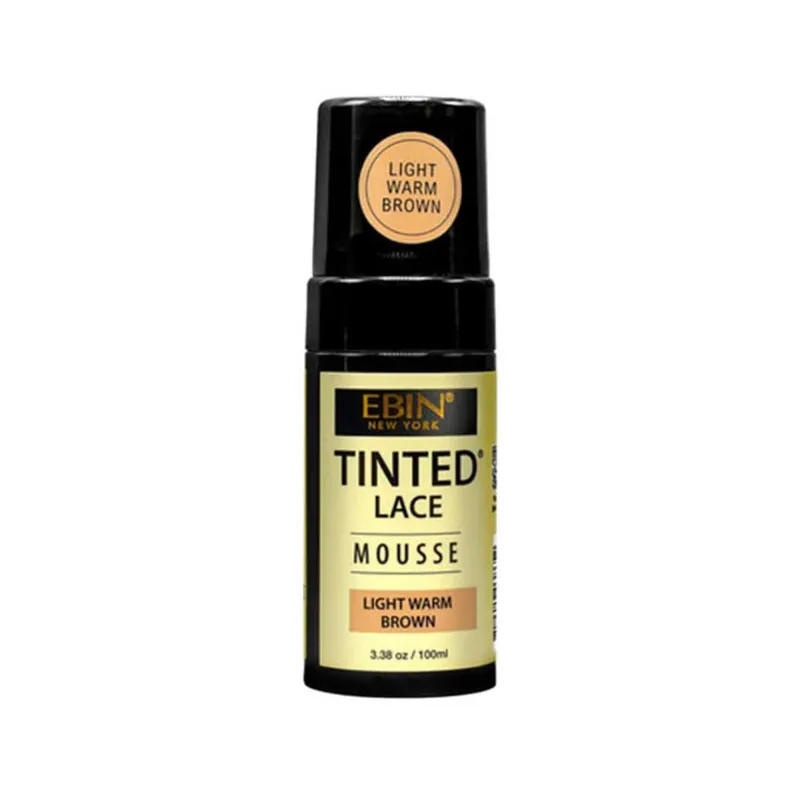 LIGHT
WARM
BROWN
EBIN®
NEW YORK
TINTED®
LACE
MOUSSE
LIGHT WARM
BROWN
3.38 oz / 100ml